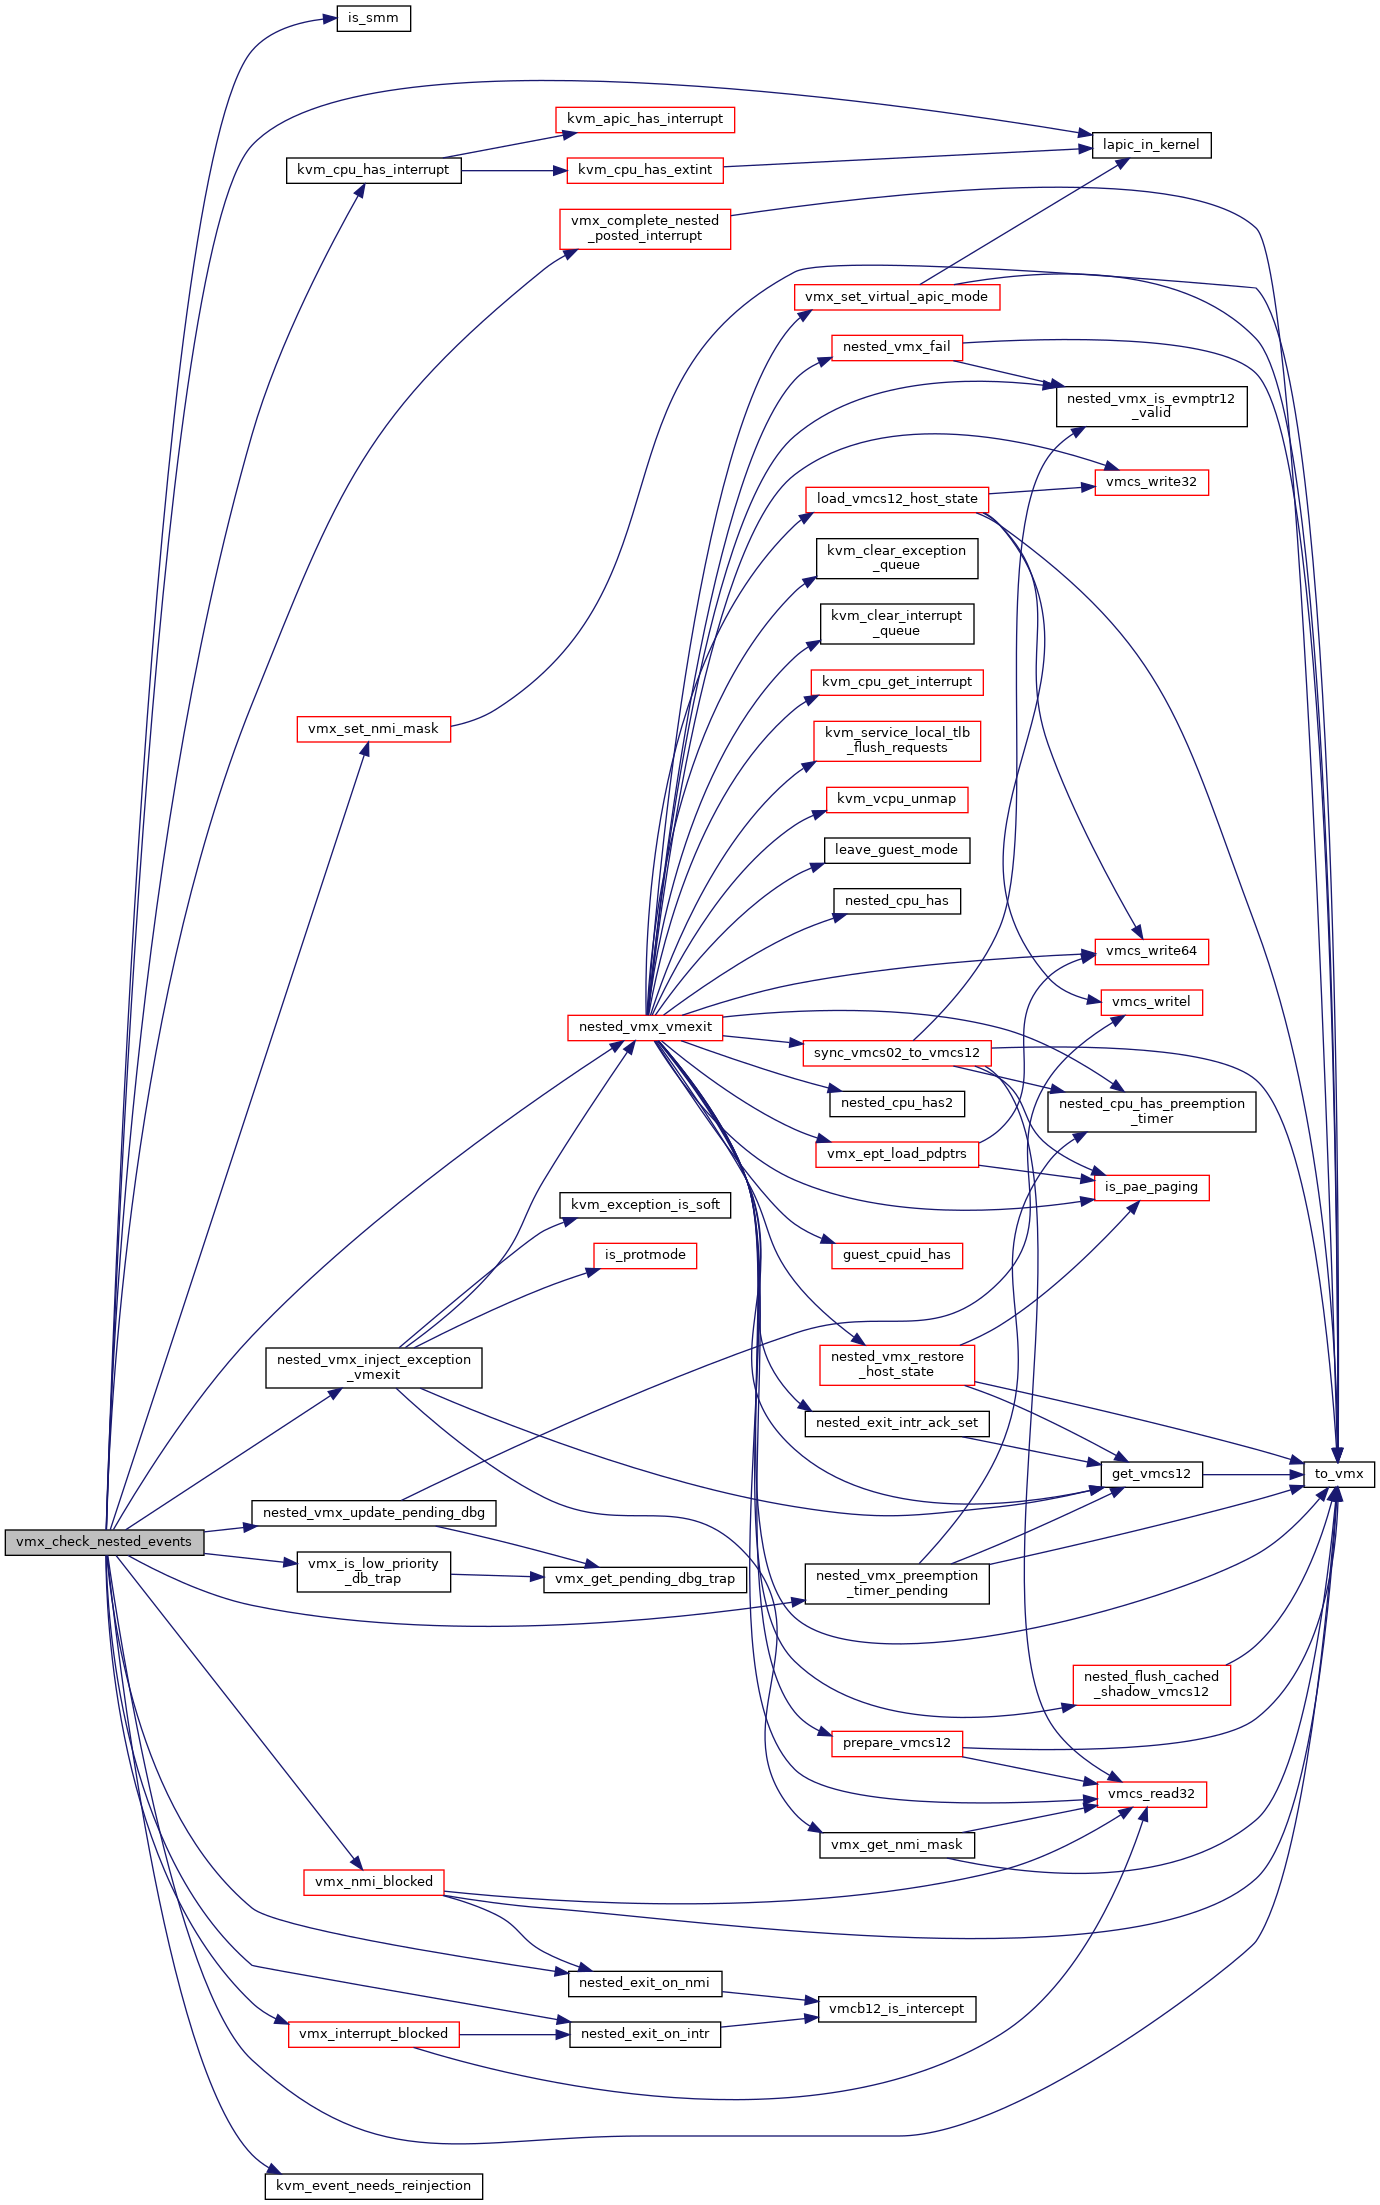 is_smm
kvm_apic_has_interrupt
lapic_in_kernel
kvm_cpu_has_interrupt
kvm_cpu_has_extint
vmx_complete_nested
_posted_interrupt
vmx_set_virtual_apic_mode
nested_vmx_fail
nested_vmx_is_evmptr12
_valid
vmcs_write32
load_vmcs12_host_state
kvm_clear_exception
_queue
kvm_clear_interrupt
_queue
kvm_cpu_get_interrupt
vmx_set_nmi_mask
kvm_service_local_tlb
_flush_requests
kvm_vcpu_unmap
leave_guest_mode
nested_cpu_has
vmcs_write64
vmcs_writel
nested_vmx_vmexit
sync_vmcs02_to_vmcs12
nested_cpu_has2
nested_cpu_has_preemption
_timer
vmx_ept_load_pdptrs
is_pae_paging
kvm_exception_is_soft
is_protmode
guest_cpuid_has
nested_vmx_inject_exception
_vmexit
nested_vmx_restore
_host_state
nested_exit_intr_ack_set
get_vmcs12
to_vmx
nested_vmx_update_pending_dbg
vmx_check_nested_events
vmx_is_low_priority
_db_trap
vmx_get_pending_dbg_trap
nested_vmx_preemption
_timer_pending
nested_flush_cached
_shadow_vmcs12
prepare_vmcs12
vmcs_read32
vmx_get_nmi_mask
vmx_nmi_blocked
nested_exit_on_nmi
vmcb12_is_intercept
vmx_interrupt_blocked
nested_exit_on_intr
kvm_event_needs_reinjection